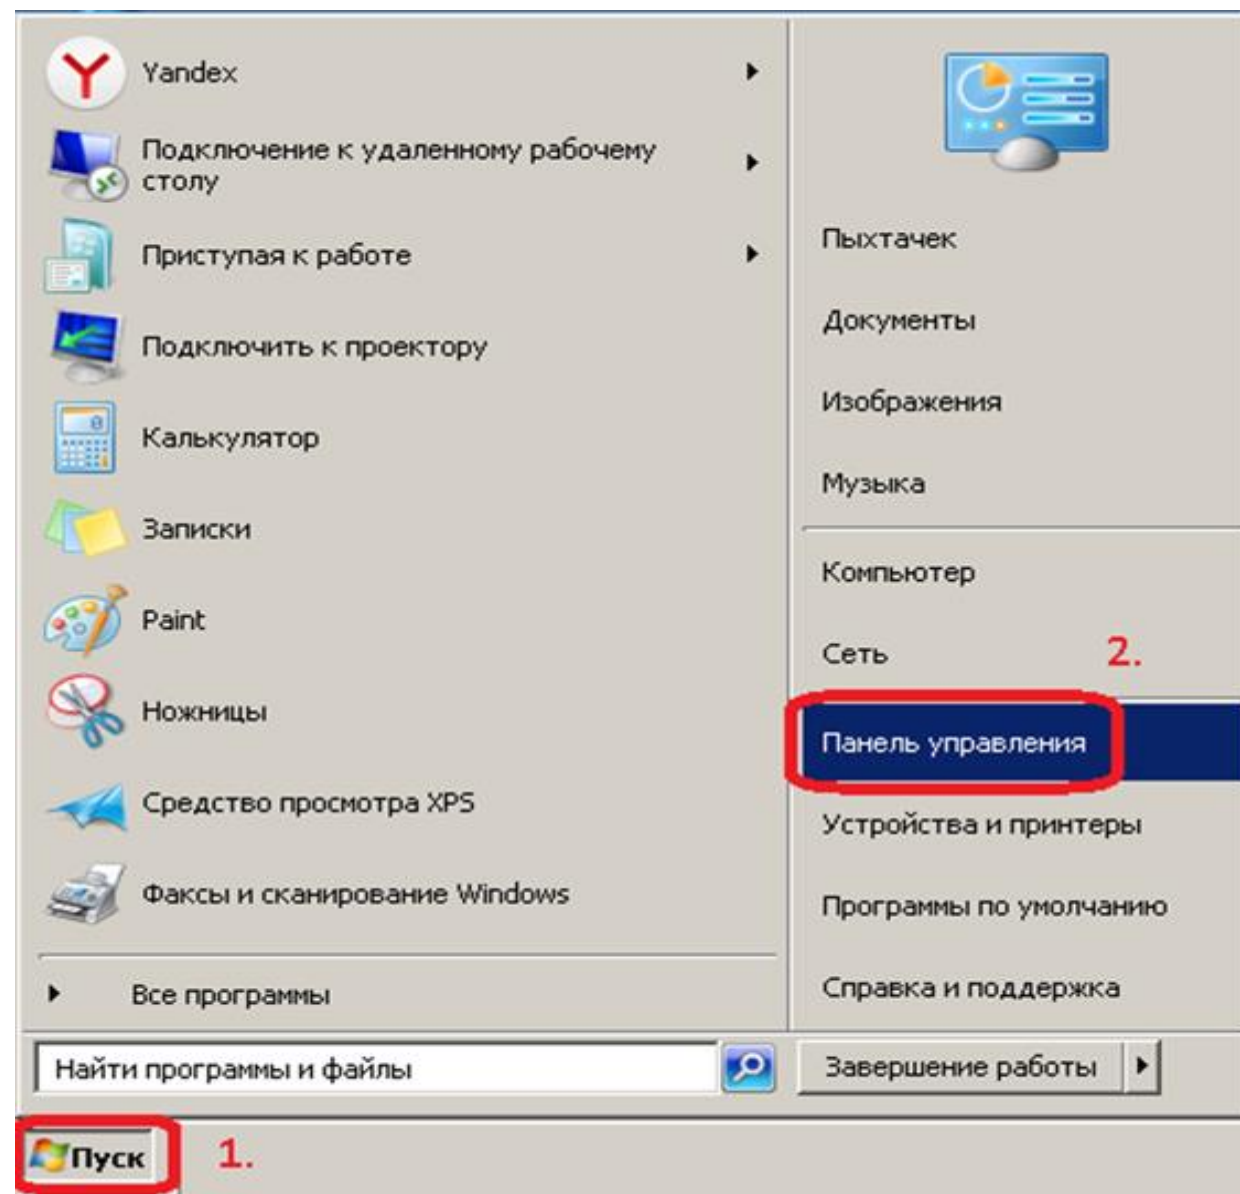 Yandex
Подключение к удаленному рабочему
столу
Приступая к работе
Подключить к проектору
0
Калькулятор
Записки
Paint
Ножницы
Средство просмотра XPS
Факсы и сканирование Windows
Все программы
Найти программы и файлы
Пыхтачек
Документы
Изображения
Музыка
Компьютер
Сеть
2.
Панель управления
Устройства и принтеры
Программы по умолчанию
Справка и поддержка
Завершение работы
Пуск
1.